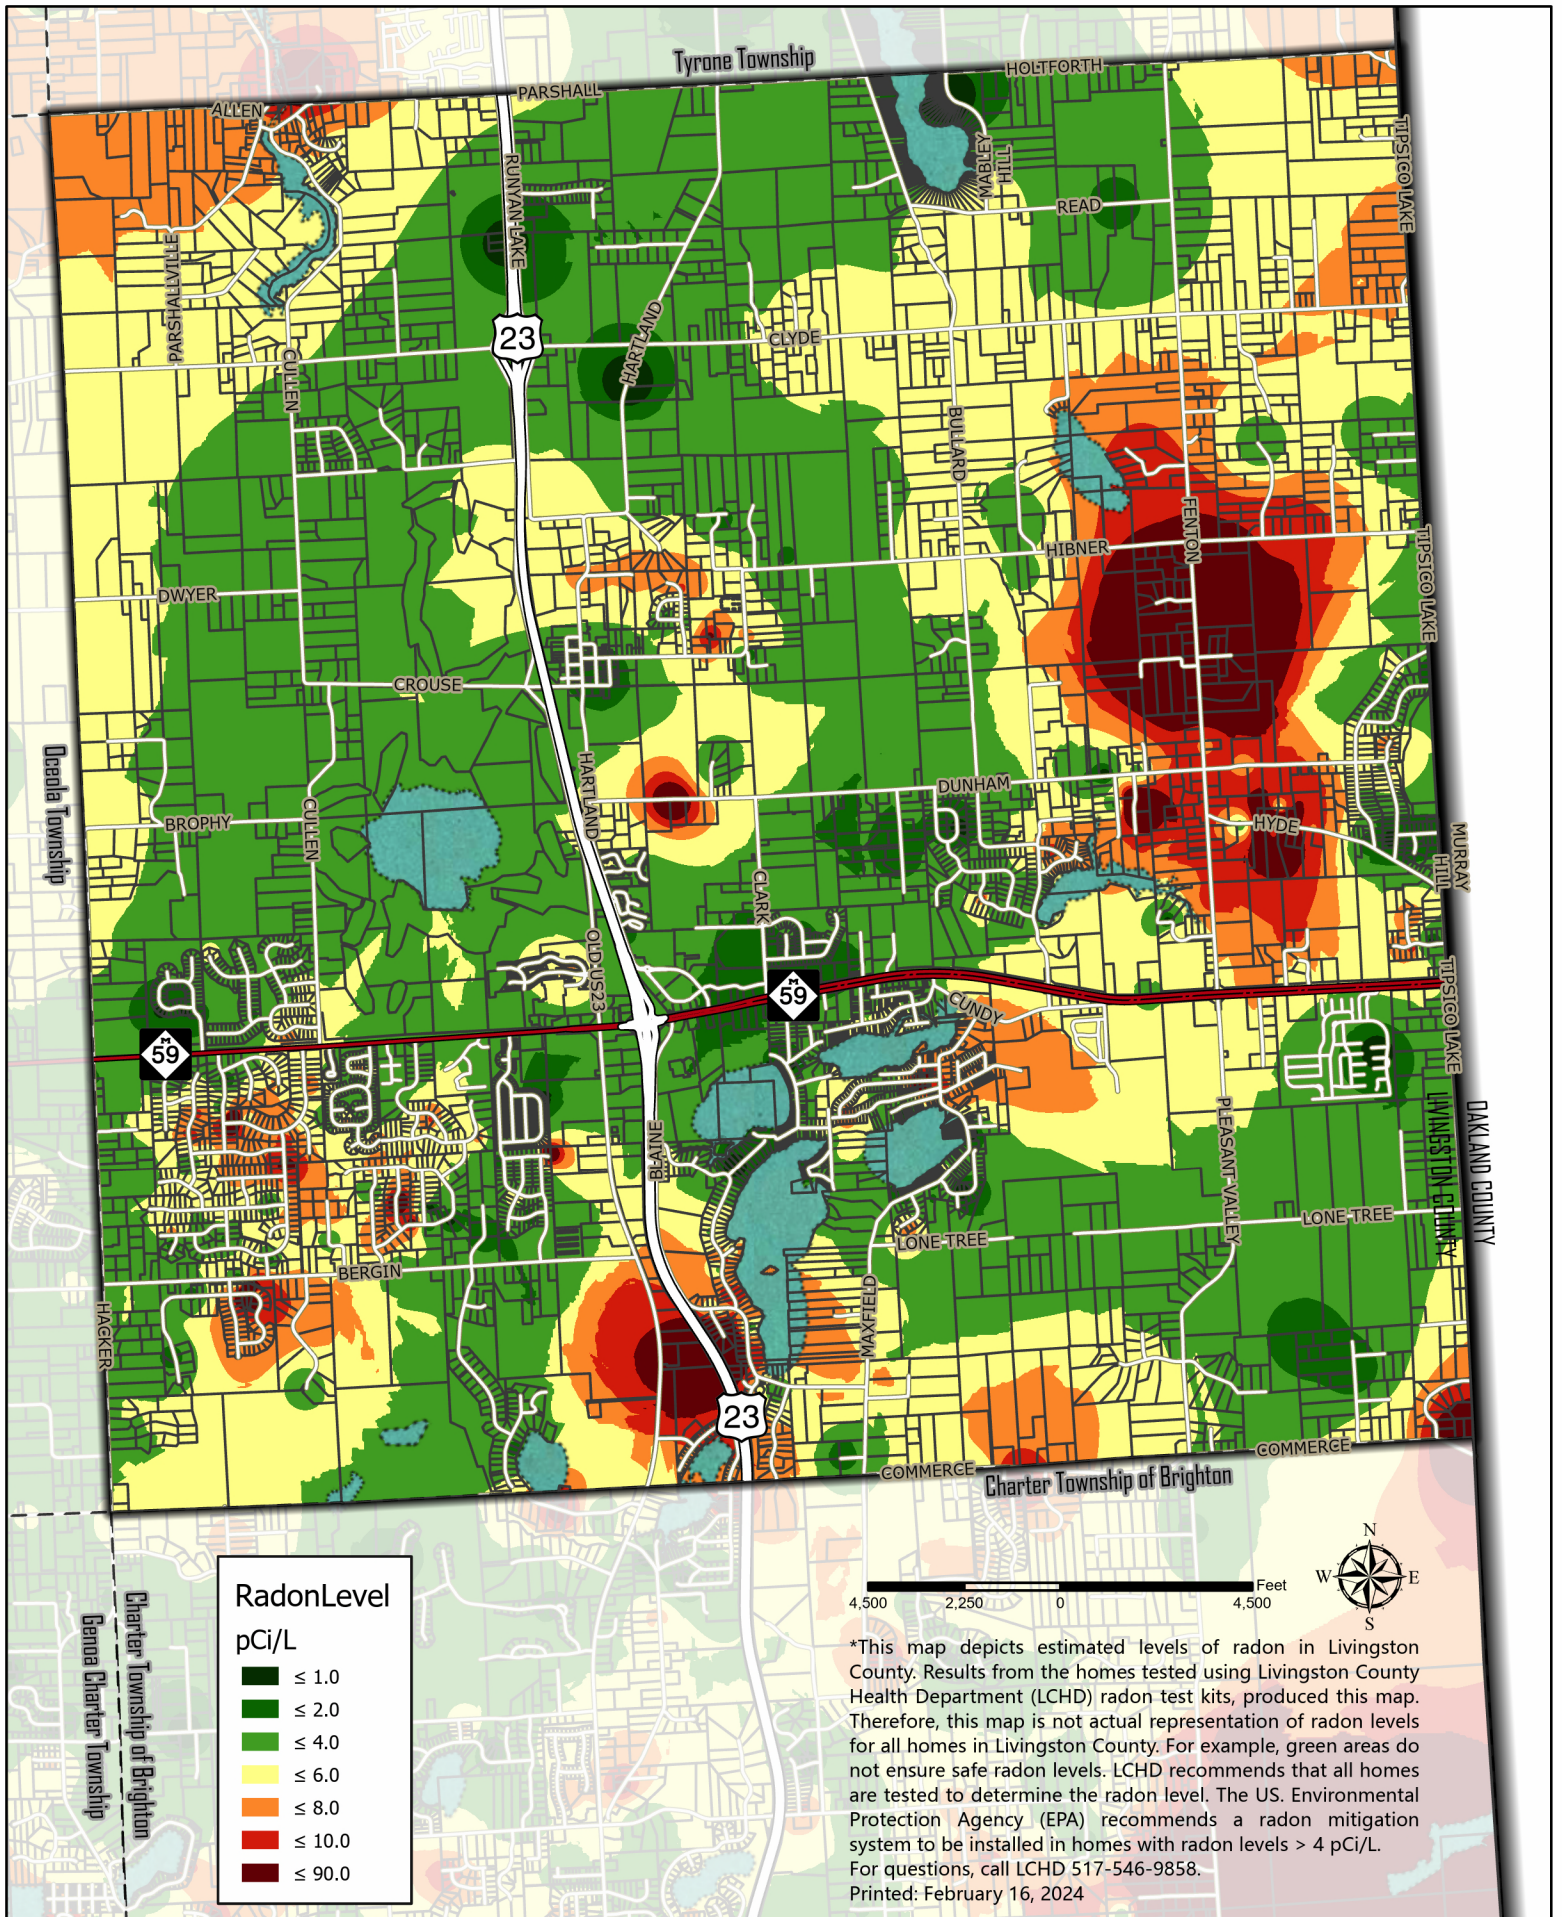 Tyrone Township
HOLTFORTH
PARSHALL
ALLEN
TIPSICO LAKE
MABLEY
HILL
RUNYAN LAKE
READ
PARSHALLVILLE
HARTLAND
23
CLYDE
CULLEN
BULLARD
FENTON
HIBNER
TIPSICO LAKE
DWYER
CROUSE
Oceola Township
HARTLAND
DUNHAM
BROPHY
CULLEN
HYDE
MURRAY
HILL
CLARK
OLD US23
M
59
CUNDY
TIPSICO LAKE
M
59
BLAINE
PLEASANT VALLEY
LIVINGSTON COUNTY
OAKLAND COUNTY
LONE TREE
LONE TREE
BERGIN
HACKER
MAXFIELD
23
COMMERCE
COMMERCE
Charter Township of Brighton
Genoa Charter Township
Charter Township of Brighton
RadonLevel
pCi/L
≤ 1.0
≤ 2.0
≤ 4.0
≤ 6.0
≤ 8.0
≤ 10.0
≤ 90.0
Feet
4,500 2,250 0 4,500
N
W E
S
*This map depicts estimated levels of radon in Livingston
County. Results from the homes tested using Livingston County
Health Department (LCHD) radon test kits, produced this map.
Therefore, this map is not actual representation of radon levels
for all homes in Livingston County. For example, green areas do
not ensure safe radon levels. LCHD recommends that all homes
are tested to determine the radon level. The US. Environmental
Protection Agency (EPA) recommends a radon mitigation
system to be installed in homes with radon levels > 4 pCi/L.
For questions, call LCHD 517-546-9858.
Printed: February 16, 2024